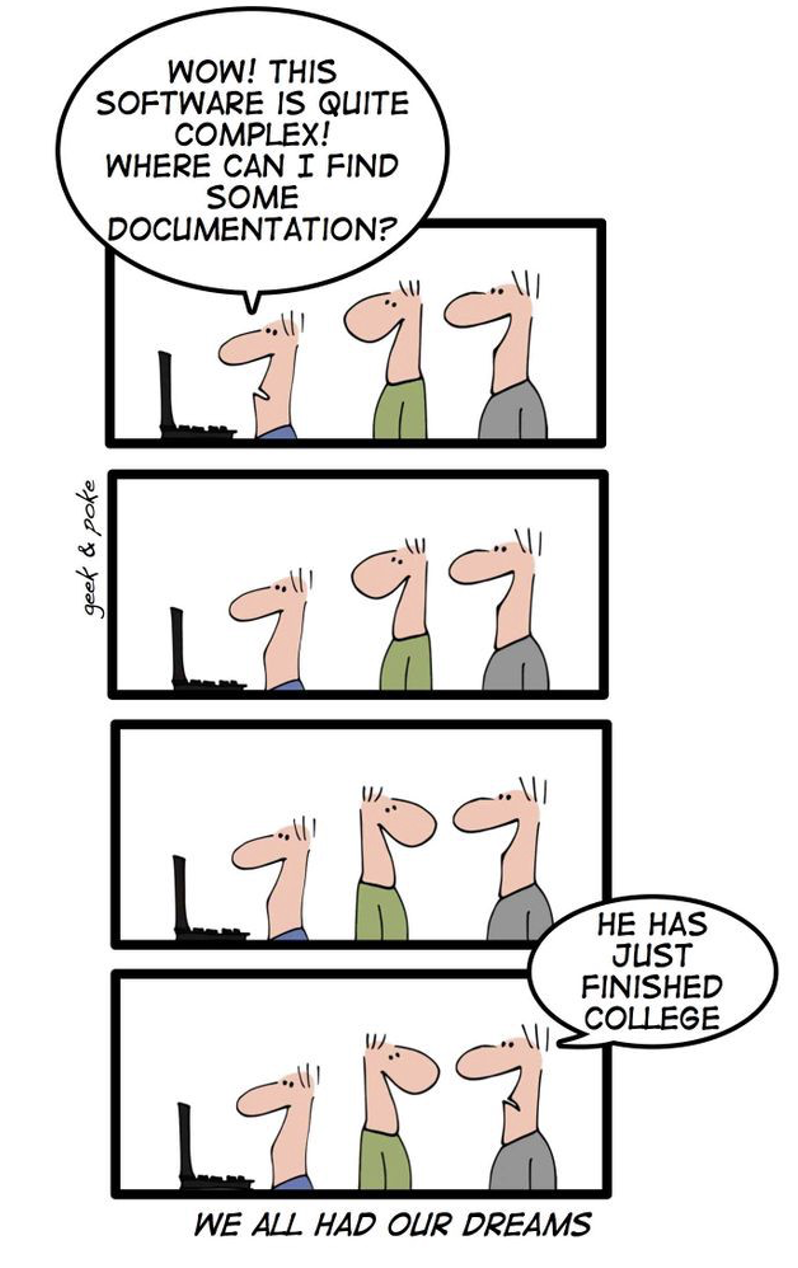 WOW! THIS
SOFTWARE IS QUITE
COMPLEX!
WHERE CAN I FIND
SOME
DOCUMENTATION?
geek & poke
HE HAS
JUST
FINISHED
COLLEGE
WE ALL HAD OUR DREAMS